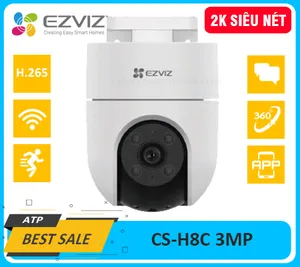 EZVIZ
Creating Easy Smart Homes
2K SIÊU NÉT
H.265
EZVIZ
360°
APP
ATP
BEST SALE
CS-H8C 3MP